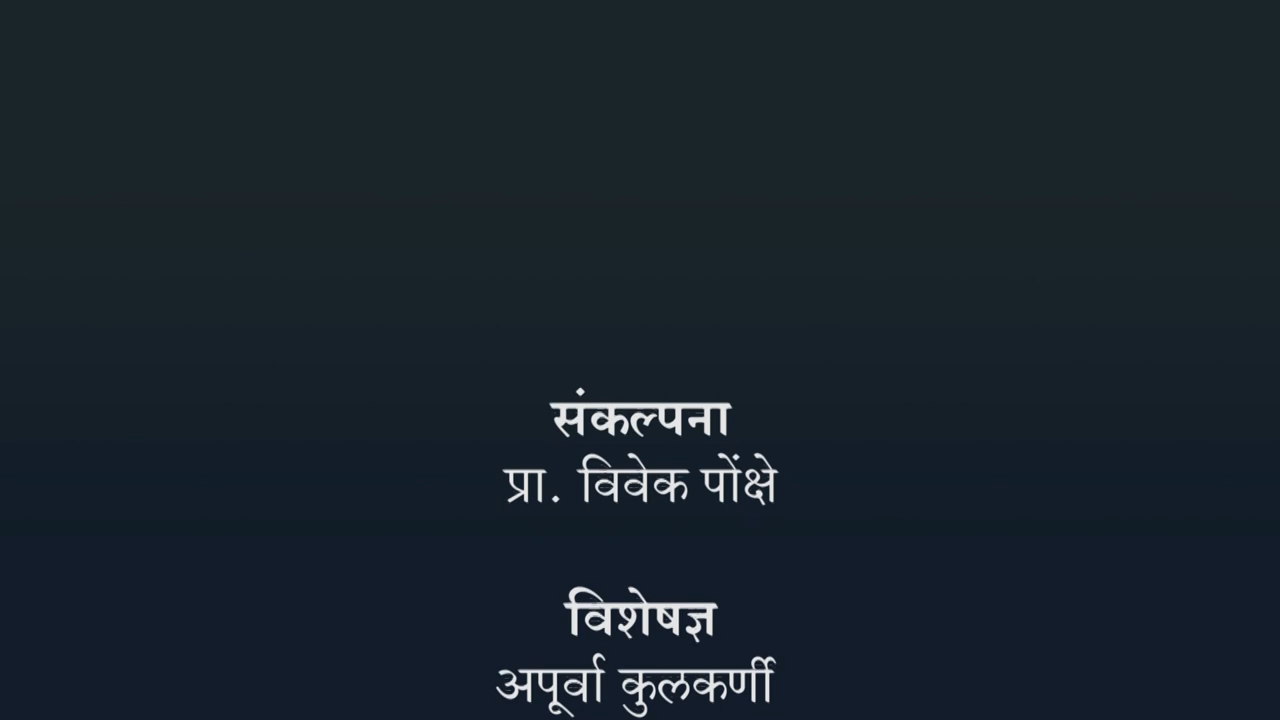 संकल्पना
प्रा. विवेक पोंक्षे
विशेषज्ञ
अपूर्वा कुलकर्णी